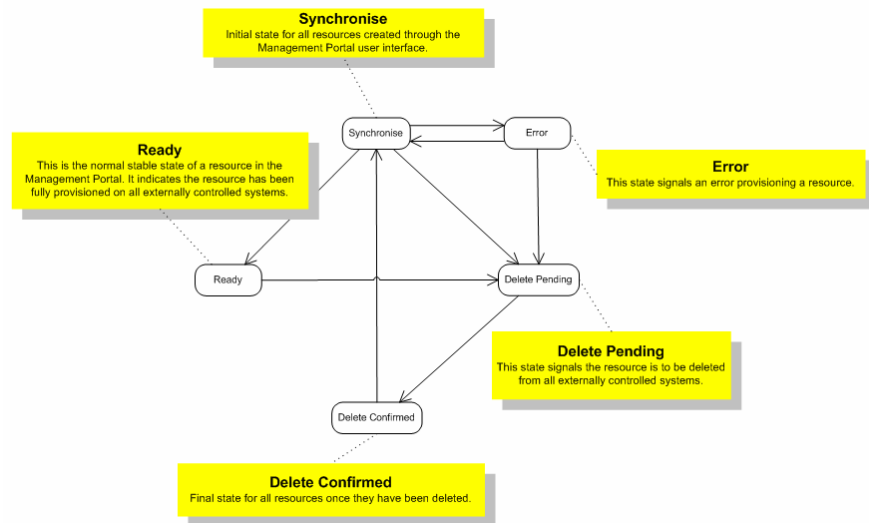 Synchronise
Initial state for all resources created through the
Management Portal user interface.
Synchronise
Error
Ready
This is the normal stable state of a resource in the
Management Portal. It indicates the resource has been
fully provisioned on all externally controlled systems.
Error
This state signals an error provisioning a resource.
Ready
Delete Pending
Delete Pending
This state signals the resource is to be deleted
from all externally controlled systems.
Delete Confirmed
Delete Confirmed
Final state for all resources once they have been deleted.